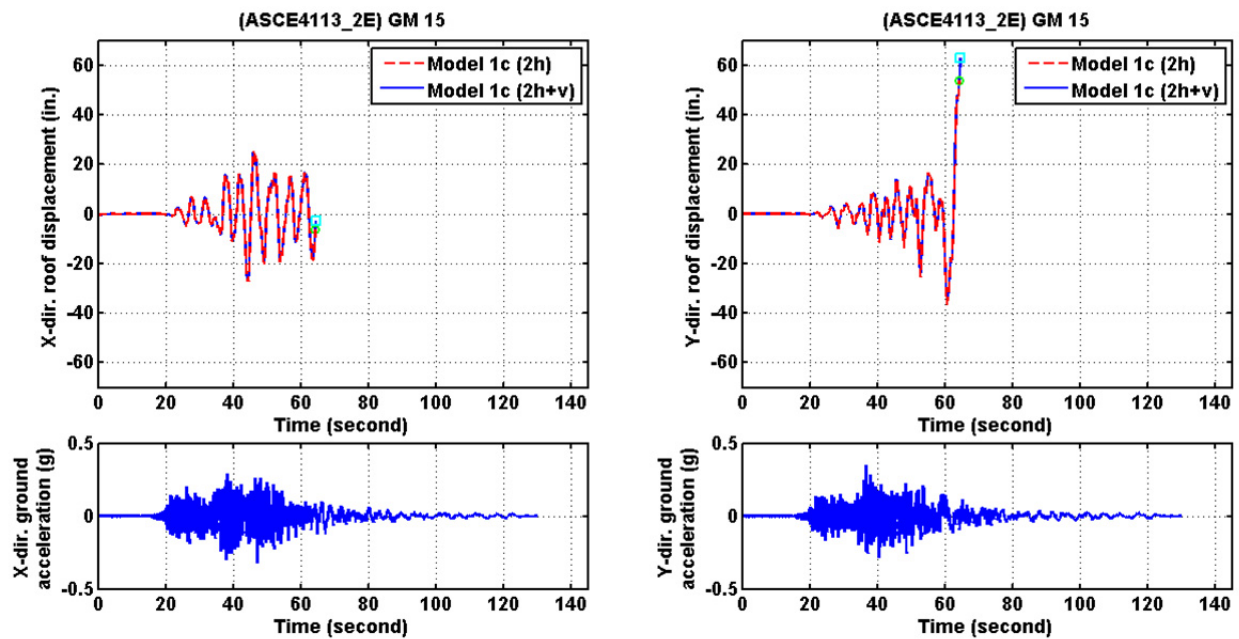 (ASCE4113_2E) GM 15
60
40
20
0
-20
-40
-60
X-dir. roof displacement (in.)
Model 1c (2h)
Model 1c (2h+v)
0 20 40 60 80 100 120 140
Time (second)
(ASCE4113_2E) GM 15
60
40
20
0
-20
-40
-60
Y-dir. roof displacement (in.)
Model 1c (2h)
Model 1c (2h+v)
0 20 40 60 80 100 120 140
Time (second)
0.5
0
-0.5
X-dir. ground
acceleration (g)
0 20 40 60 80 100 120 140
Time (second)
0.5
0
-0.5
Y-dir. ground
acceleration (g)
0 20 40 60 80 100 120 140
Time (second)